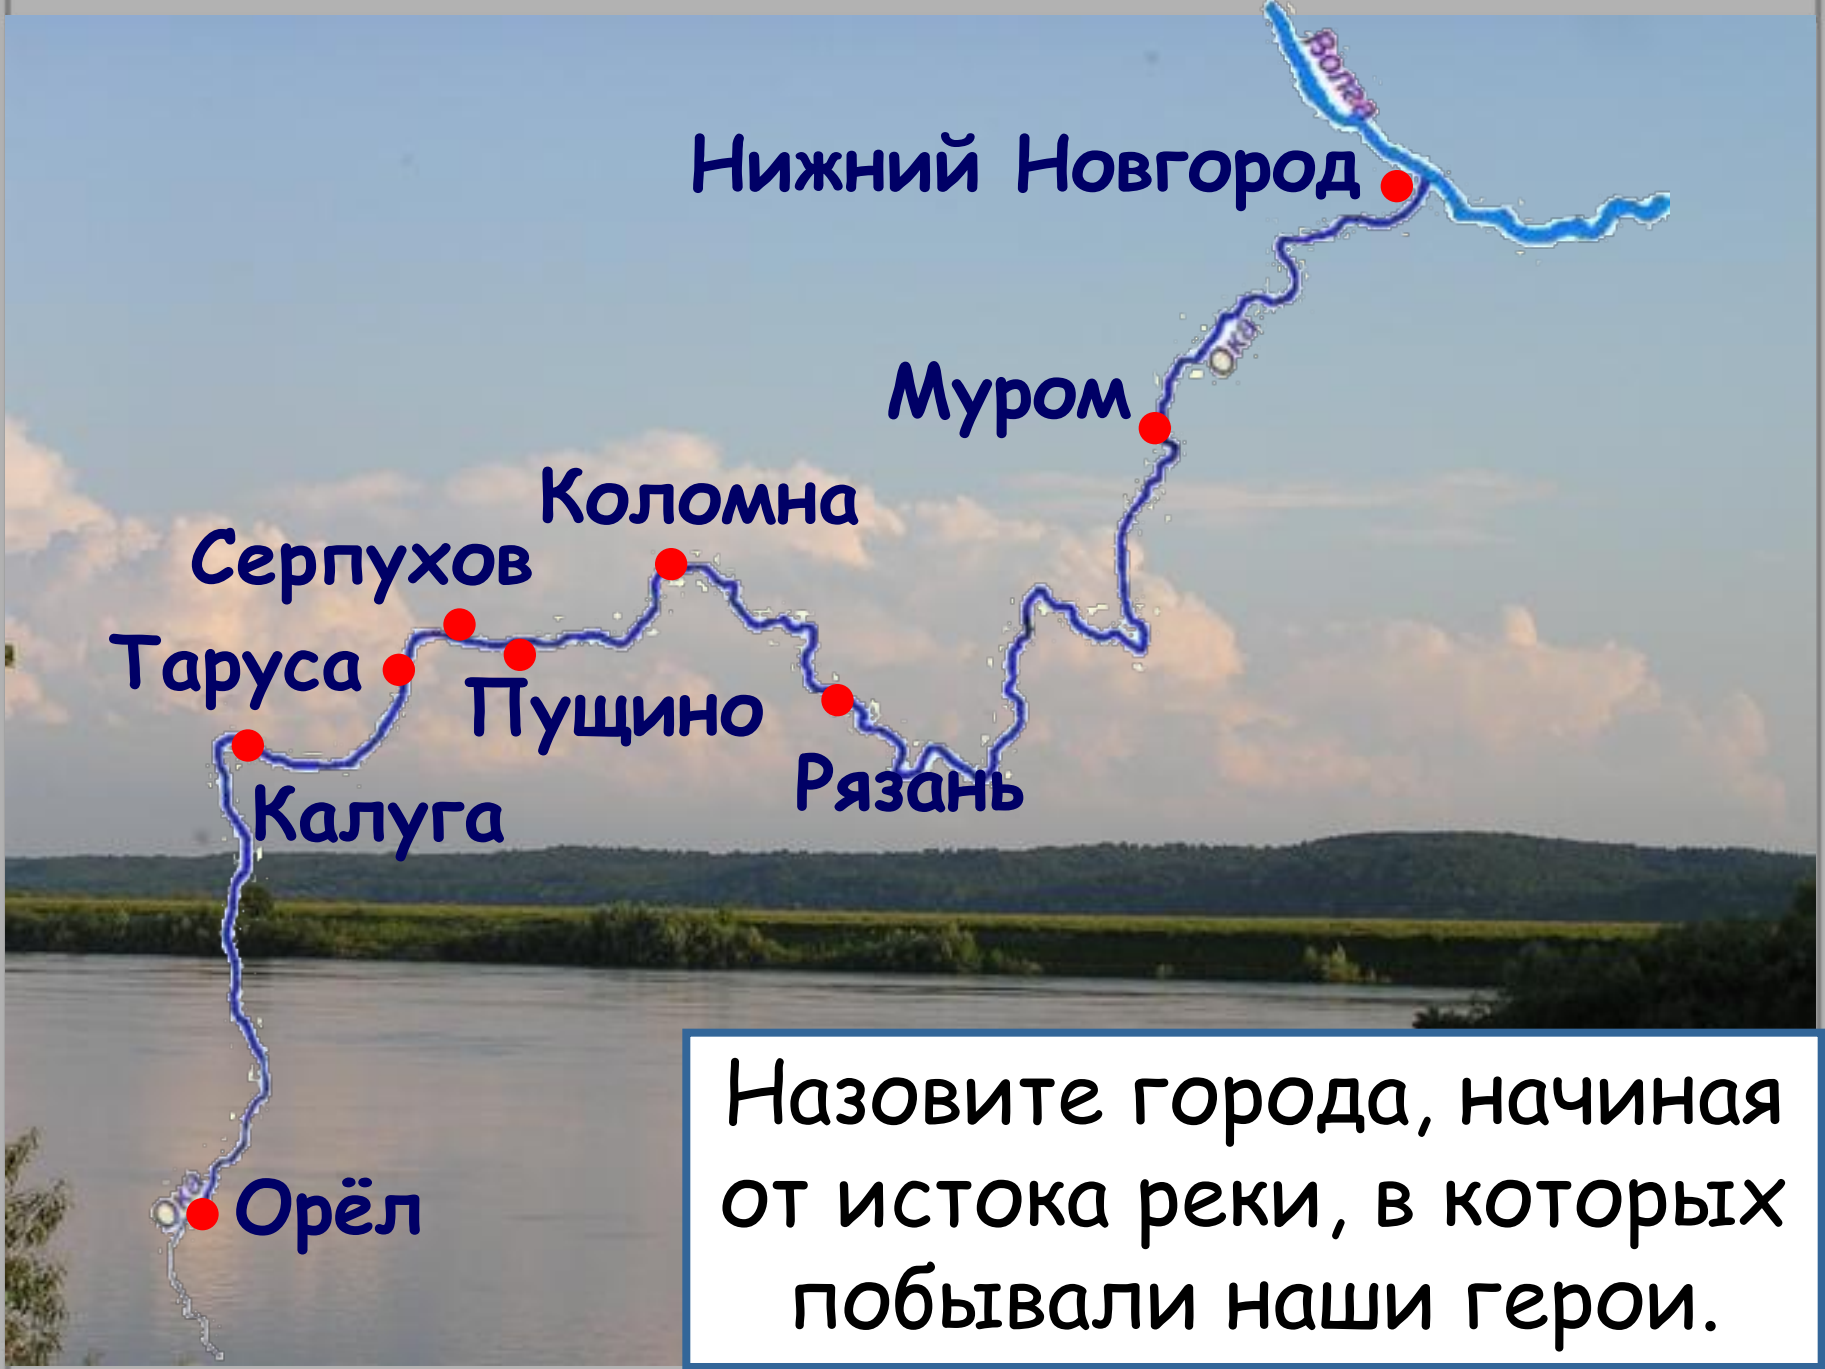 Волга
Нижний Новгород
Ока
Муром
Коломна
Серпухов
Таруса
Пущино
Рязань
Калуга
Ока
Орёл
Назовите города, начиная
от истока реки, в которых
побывали наши герои.